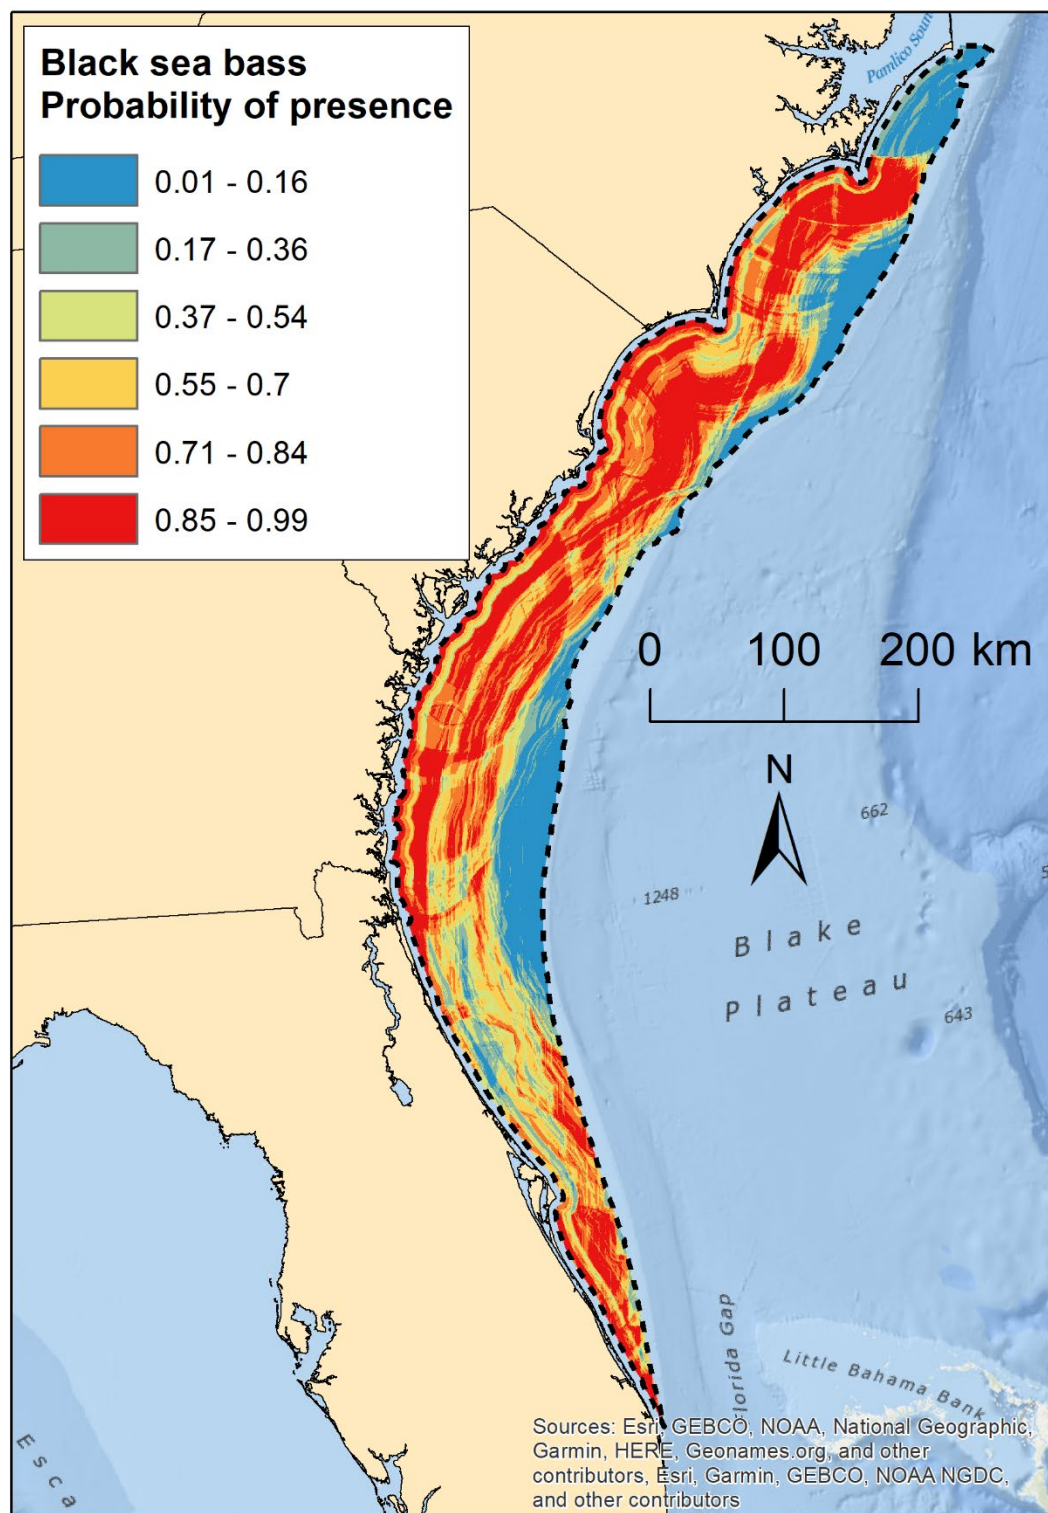 Black sea bass
Probability of presence
0.01 - 0.16
0.17 - 0.36
0.37 - 0.54
0.55 - 0.7
0.71 - 0.84
0.85 - 0.99
Pamlico Soun
0 100 200 km
N
662
1248
Blake
Plateau
643
Florida Gap
Little Bahama Bank
Esca
Sources: Esri, GEBCO, NOAA, National Geographic,
Garmin, HERE, Geonames.org, and other
contributors, Esri, Garmin, GEBCO, NOAA NGDC,
and other contributors